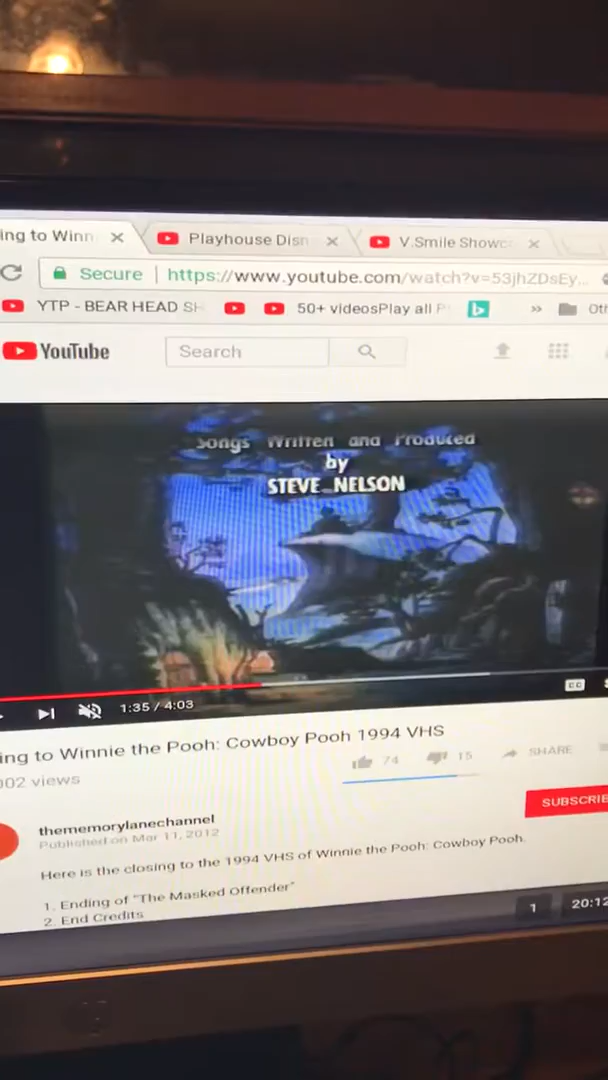 ing to Winn
Playhouse Disn
V.Smile Showc
Secure | https://www.youtube.com/watch?v=53jhZDsEy...
YTP - BEAR HEAD SH
50+ videosPlay all P
» Oth
YouTube
Search
Songs Written and Produced
by
STEVE NELSON
1:35 / 4:03
CC
ing to Winnie the Pooh: Cowboy Pooh 1994 VHS
002 views
74
15
SHARE
SUBSCRIBE
thememorylanechannel
Published on Mar 11, 2012
Here is the closing to the 1994 VHS of Winnie the Pooh: Cowboy Pooh.
1. Ending of "The Masked Offender"
2. End Credits
1
20:12